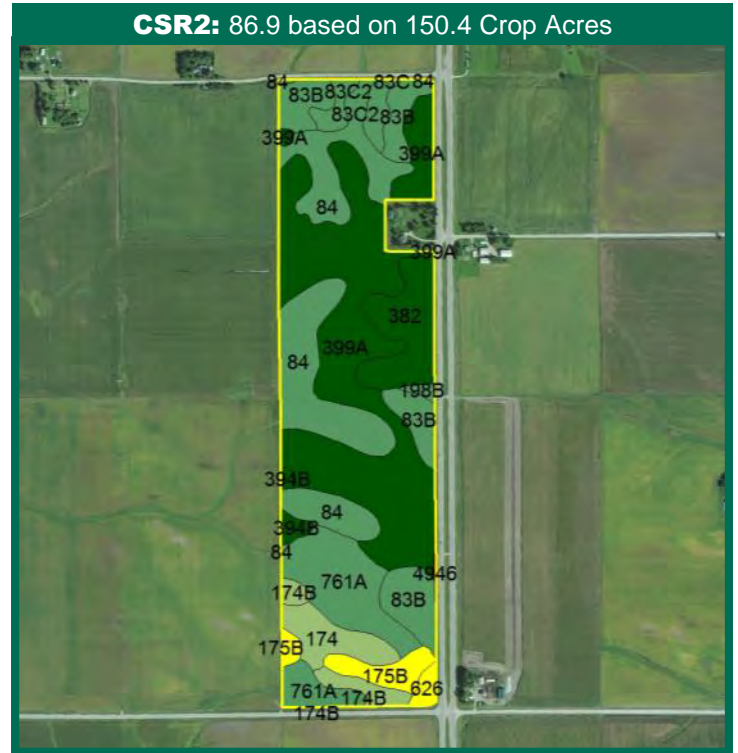 CSR2: 86.9 based on 150.4 Crop Acres
84 83C 84
83B 83C2
83C2 83B
399A
399A
84
399A
382
399A
84
198B
83B
394B
84
394B
84
761A 4946
174B 83B
174
175B
175B
761A 626
174B
174B